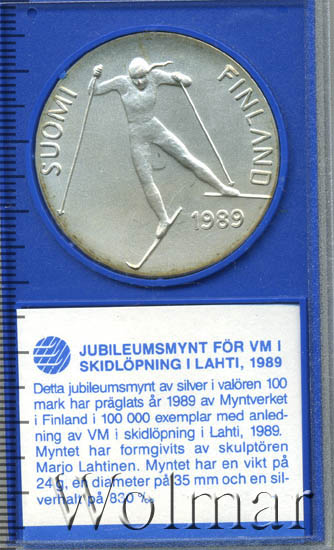 SUOMI FINLAND
1989
JUBILEUMSMYNT FÖR VM I
SKIDLÖPNING I LAHTI, 1989
Detta jubileumsmynt av silver i valören 100
mark har präglats år 1989 av Myntverket
i Finland i 100 000 exemplar med anled-
ning av VM i skidlöpning i Lahti, 1989.
Myntet har formgivits av skulptören
Marjo Lahtinen. Myntet har en vikt på
24 g, en diameter på 35 mm och en sil-
verhalt på 830 ‰.
Wolmar